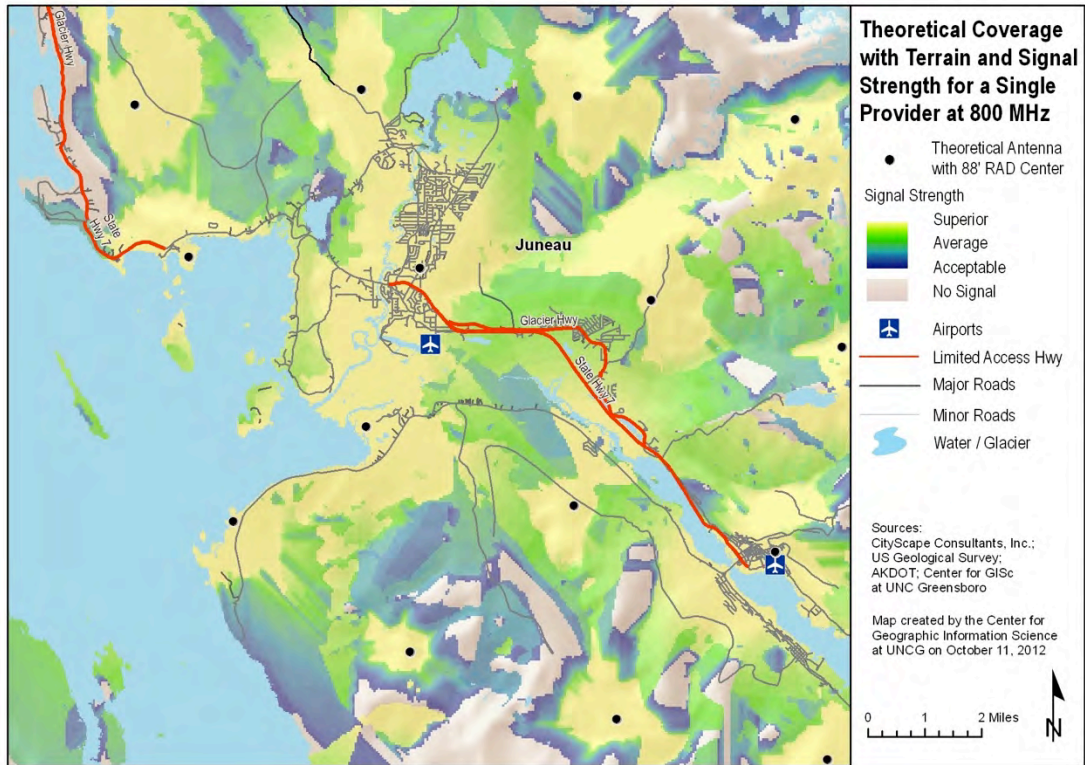 Theoretical Coverage
with Terrain and Signal
Strength for a Single
Provider at 800 MHz
Theoretical Antenna
with 88' RAD Center
Signal Strength
Superior
Average
Acceptable
No Signal
Airports
Limited Access Hwy
Major Roads
Minor Roads
Water / Glacier
Sources:
CityScape Consultants, Inc.;
US Geological Survey;
AKDOT; Center for GISc
at UNC Greensboro
Map created by the Center for
Geographic Information Science
at UNCG on October 11, 2012
0 1 2 Miles
N
Glacier Hwy
State
Hwy 7
Juneau
Glacier Hwy
State Hwy 7